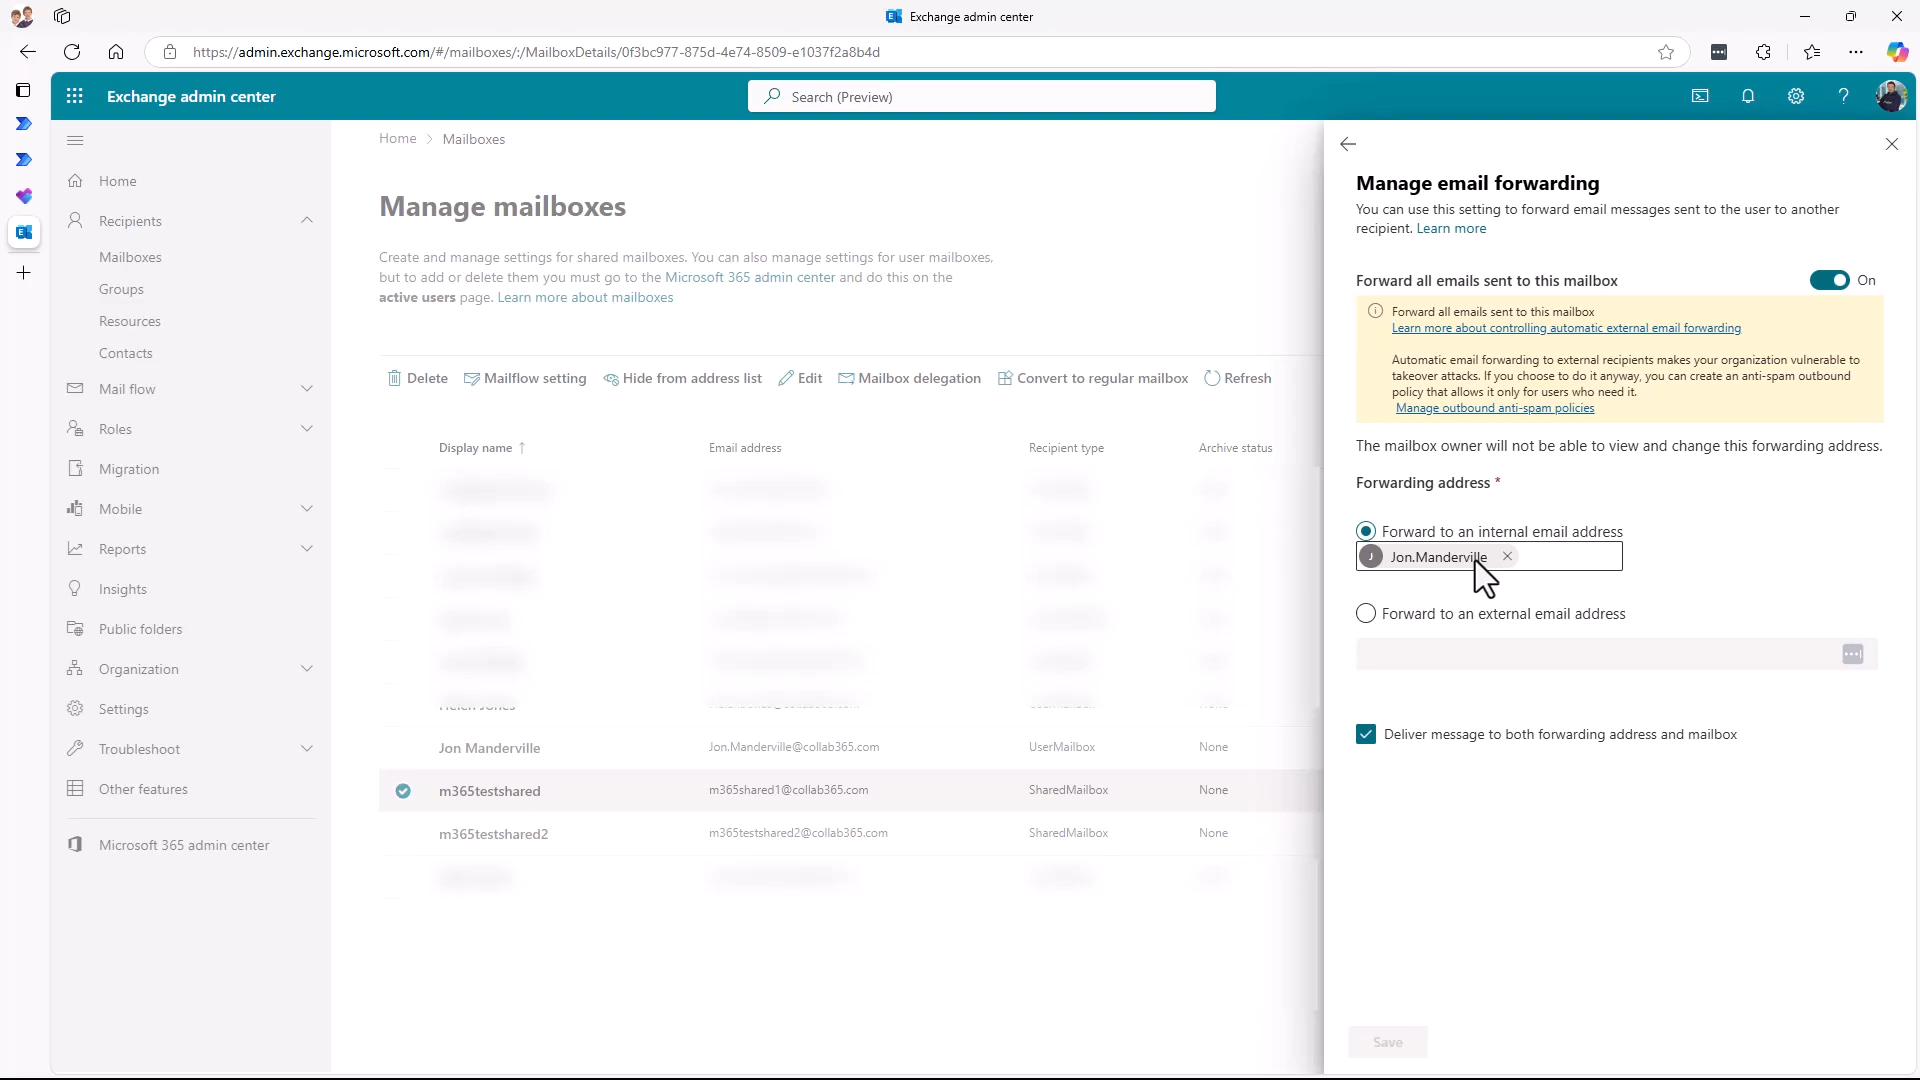 Exchange admin center
https://admin.exchange.microsoft.com/#/mailboxes/:/MailboxDetails/0f3bc977-875d-4e74-8509-e1037f2a8b4d
Exchange admin center
Search (Preview)
Home
Recipients
Mailboxes
Groups
Resources
Contacts
Mail flow
Roles
Migration
Mobile
Reports
Insights
Public folders
Organization
Settings
Troubleshoot
Other features
Microsoft 365 admin center
Home > Mailboxes
Manage mailboxes
Create and manage settings for shared mailboxes. You can also manage settings for user mailboxes,
but to add or delete them you must go to the Microsoft 365 admin center and do this on the
active users page. Learn more about mailboxes
Delete Mailflow setting Hide from address list Edit Mailbox delegation Convert to regular mailbox Refresh
Display name ↑ Email address Recipient type Archive status
Jon Manderville Jon.Manderville@collab365.com UserMailbox None
m365testshared m365shared1@collab365.com SharedMailbox None
m365testshared2 m365testshared2@collab365.com SharedMailbox None
Manage email forwarding
You can use this setting to forward email messages sent to the user to another
recipient. Learn more
Forward all emails sent to this mailbox On
Forward all emails sent to this mailbox
Learn more about controlling automatic external email forwarding
Automatic email forwarding to external recipients makes your organization vulnerable to
takeover attacks. If you choose to do it anyway, you can create an anti-spam outbound
policy that allows it only for users who need it.
Manage outbound anti-spam policies
The mailbox owner will not be able to view and change this forwarding address.
Forwarding address *
Forward to an internal email address
J Jon.Manderville
Forward to an external email address
Deliver message to both forwarding address and mailbox
Save